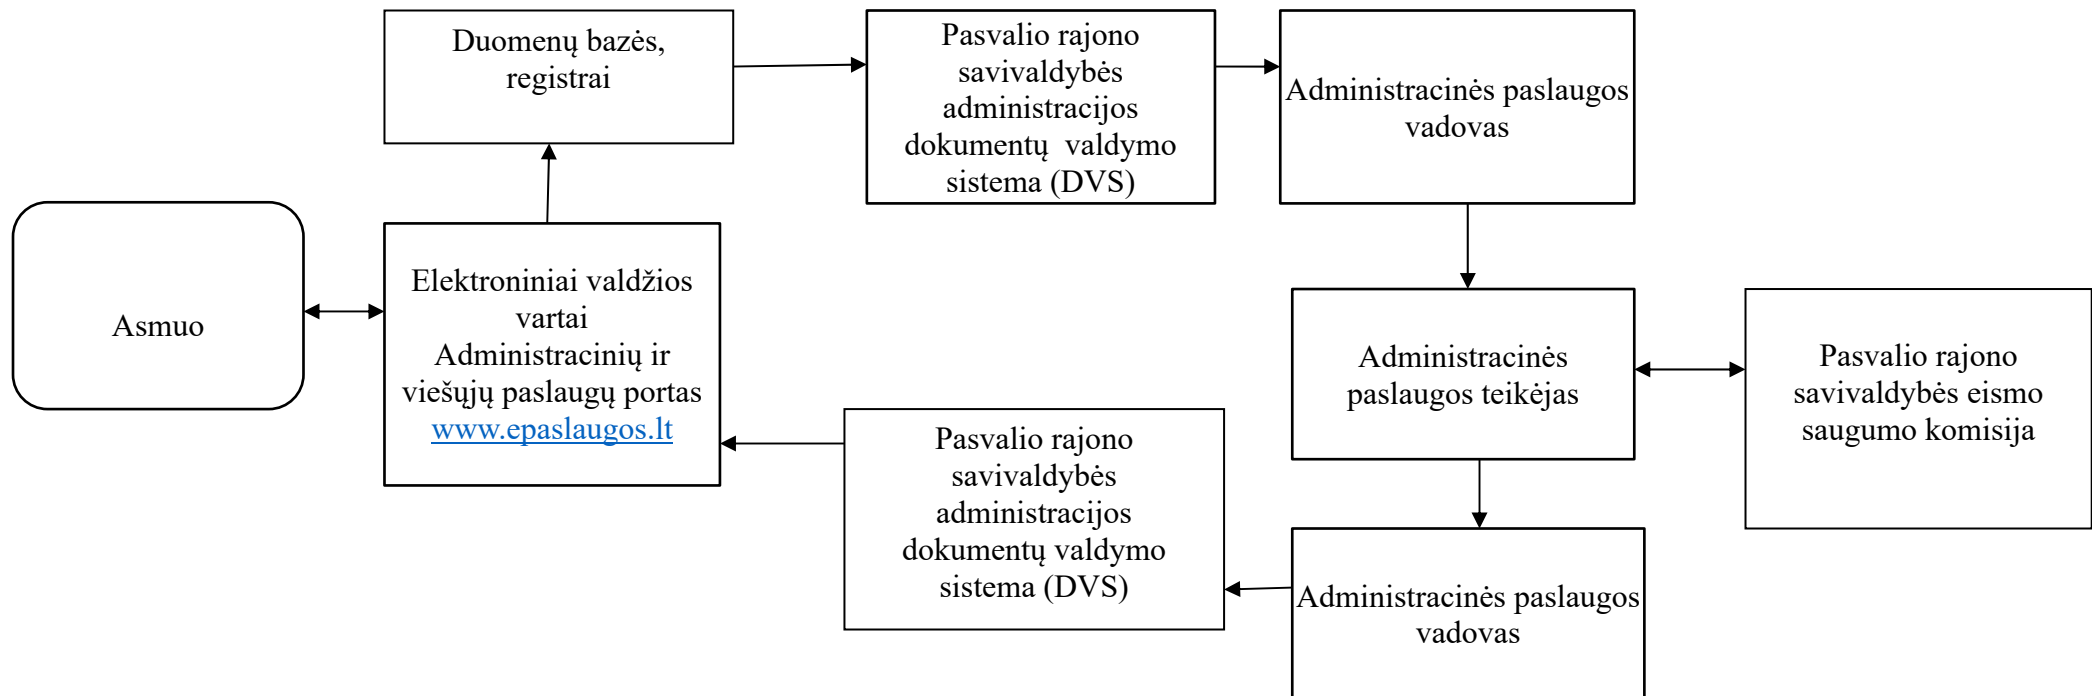 Duomenų bazės,
registrai
Pasvalio rajono
savivaldybės
administracijos
dokumentų valdymo
sistema (DVS)
Administracinės paslaugos
vadovas
Asmuo
Elektroniniai valdžios
vartai
Administracinių ir
viešųjų paslaugų portas
www.epaslaugos.lt
Administracinės
paslaugos teikėjas
Pasvalio rajono
savivaldybės eismo
saugumo komisija
Pasvalio rajono
savivaldybės
administracijos
dokumentų valdymo
sistema (DVS)
Administracinės paslaugos
vadovas